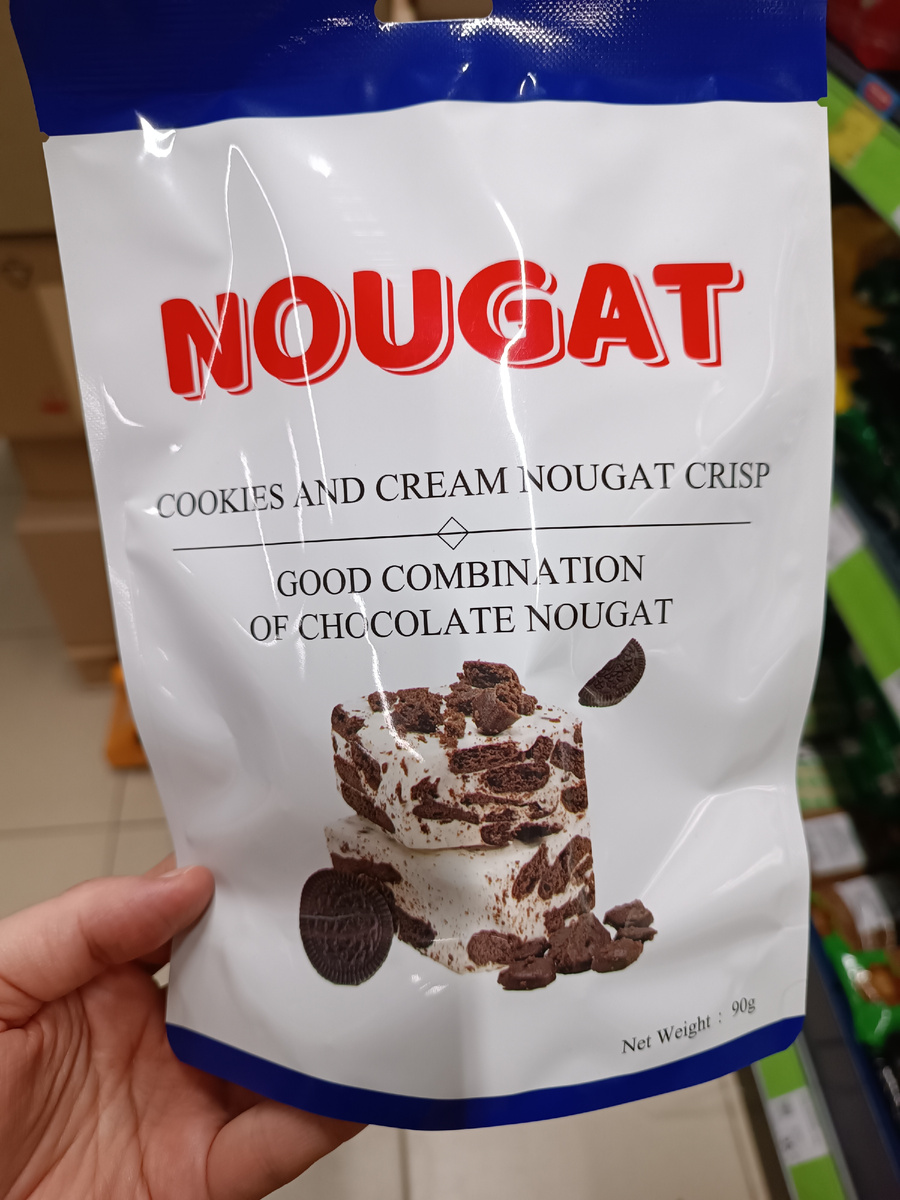 NOUGAT
COOKIES AND CREAM NOUGAT CRISP
GOOD COMBINATION
OF CHOCOLATE NOUGAT
Net Weight : 90g